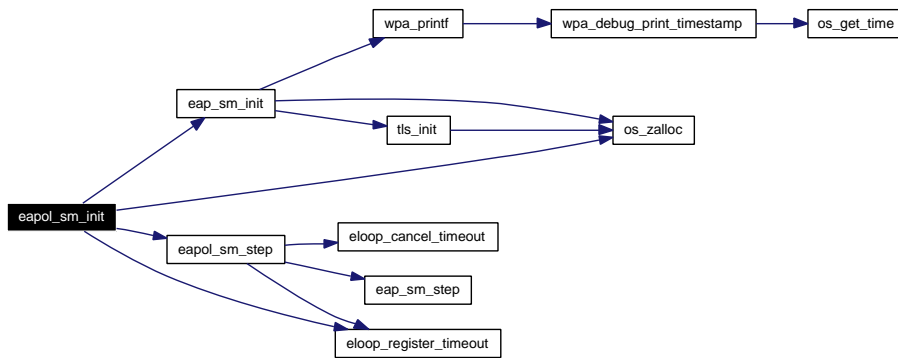 wpa_printf
wpa_debug_print_timestamp
os_get_time
eap_sm_init
tls_init
os_zalloc
eapol_sm_init
eapol_sm_step
eloop_cancel_timeout
eap_sm_step
eloop_register_timeout